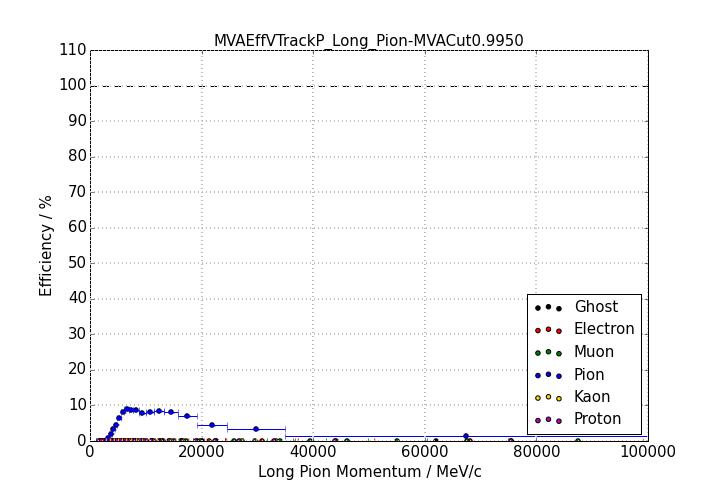 MVAEffVTrackP_Long_Pion-MVACut0.9950
110
100
90
80
70
60
50
40
30
20
10
0
Efficiency / %
Ghost
Electron
Muon
Pion
Kaon
Proton
0 20000 40000 60000 80000 100000
Long Pion Momentum / MeV/c